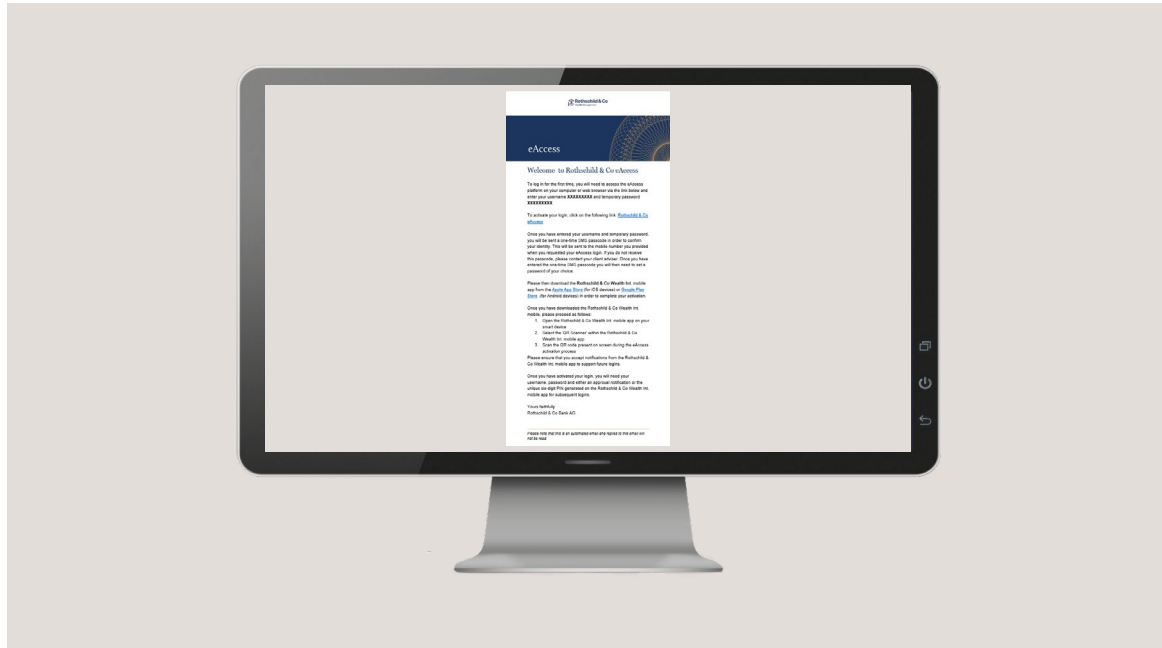 Rothschild & Co
eAccess
Welcome to Rothschild & Co eAccess
To log in for the first time, you will need to access the eAccess
platform on your computer or web browser via the link below and
enter your username XXXXXXXXX and temporary password
XXXXXXXXX
To activate your login, click on the following link: Rothschild & Co
eAccess
Once you have entered your username and temporary password,
you will be sent a one-time SMS passcode in order to confirm
your identity. This will be sent to the mobile number you provided
when you requested your eAccess login. If you do not receive
this passcode, please contact your client adviser. Once you have
entered the one-time SMS passcode you will then need to set a
password of your choice.
Please then download the Rothschild & Co Wealth Int. mobile
app from the Apple App Store (for iOS devices) or Google Play
Store (for Android devices) in order to complete your activation.
Once you have downloaded the Rothschild & Co Wealth Int.
mobile, please proceed as follows:
1. Open the Rothschild & Co Wealth Int. mobile app on your
smart device
2. Select the 'QR Scanner' within the Rothschild & Co
Wealth Int. mobile app
3. Scan the QR code present on screen during the eAccess
activation process
Please ensure that you accept notifications from the Rothschild &
Co Wealth Int. mobile app to support future logins.
Once you have activated your login, you will need your
username, password and either an approval notification or the
unique six-digit PIN generated on the Rothschild & Co Wealth Int.
mobile app for subsequent logins.
Yours faithfully
Rothschild & Co Bank AG
Please note that this is an automated email and replies to this email will
not be read